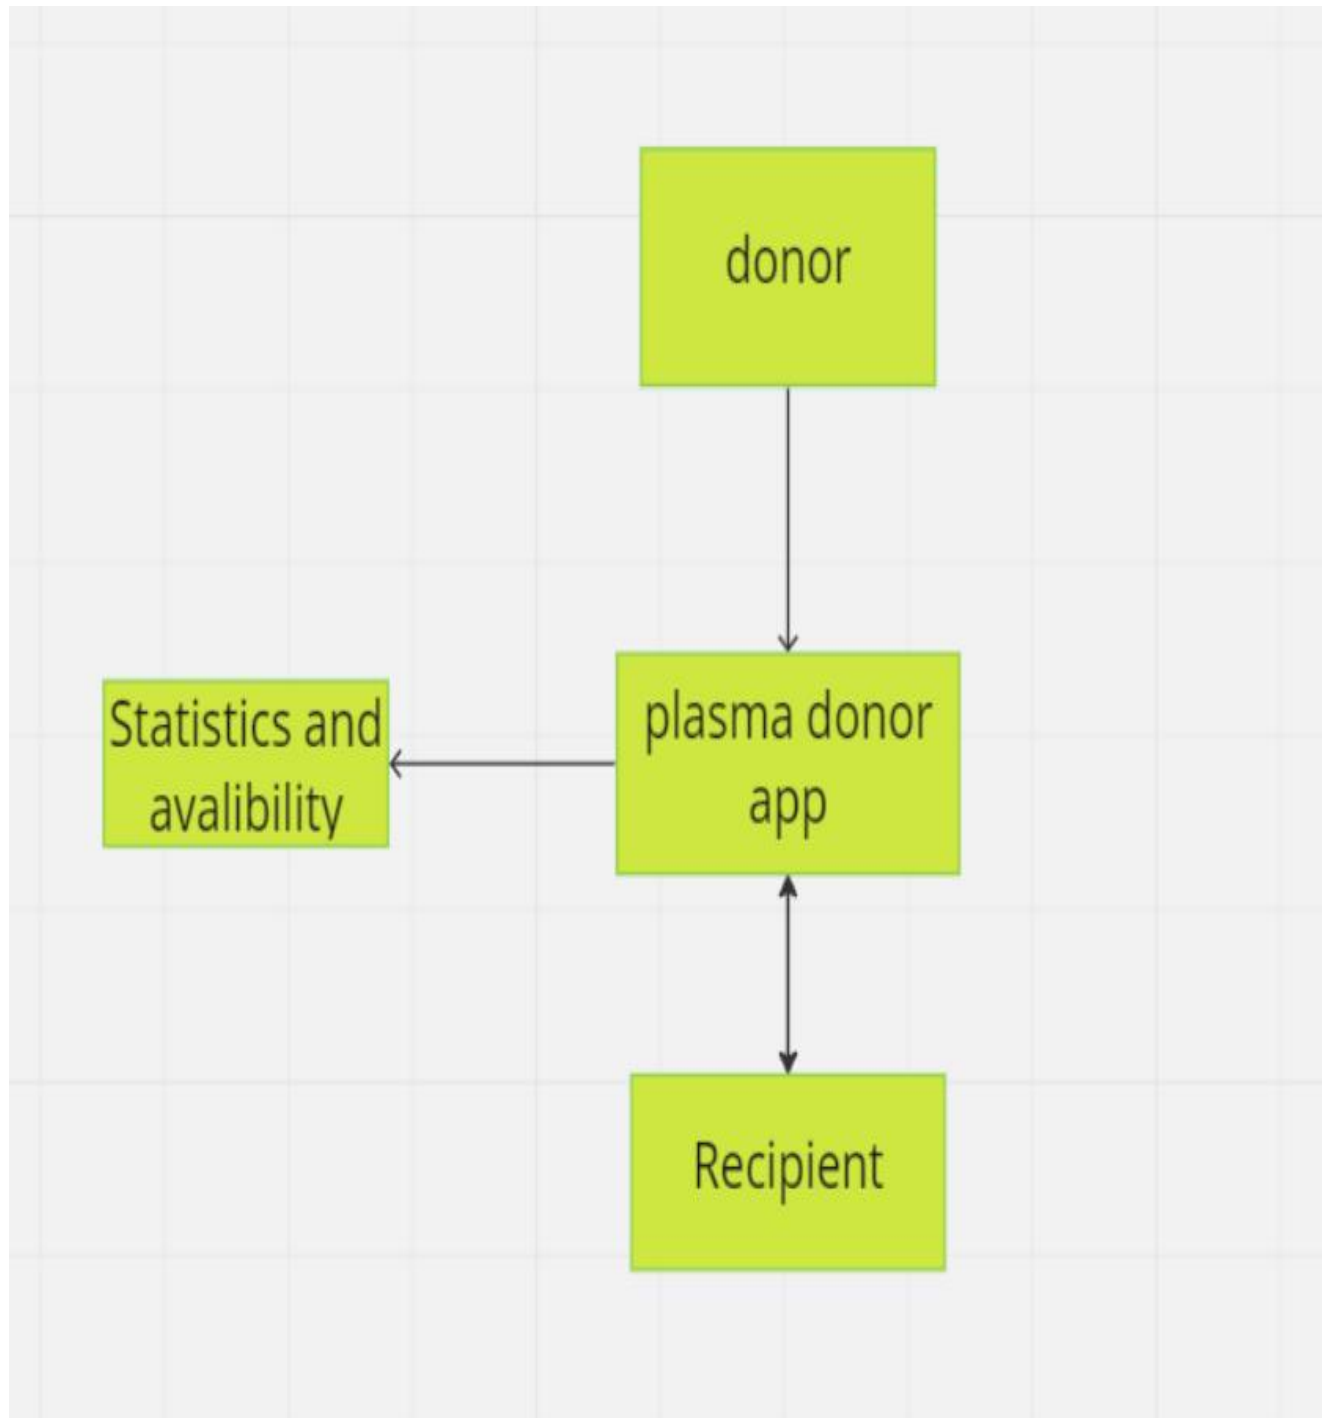 donor
plasma donor
app
Statistics and
avalibility
Recipient